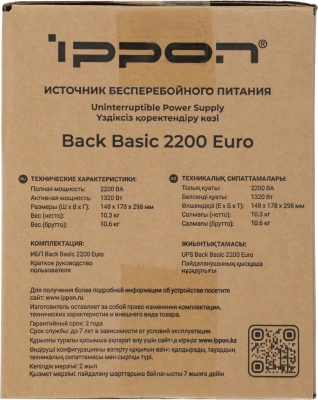 ippon®
ИСТОЧНИК БЕСПЕРЕБОЙНОГО ПИТАНИЯ
Uninterruptible Power Supply
Үздіксіз қоректендіру көзі
Back Basic 2200 Euro
RU ТЕХНИЧЕСКИЕ ХАРАКТЕРИСТИКИ:
Полная мощность: 2200 ВА
Активная мощность: 1320 Вт
Размеры (Ш х В х Г): 148 x 178 x 298 мм
Вес (нетто): 10.3 кг
Вес (брутто): 10.6 кг
KZ ТЕХНИКАЛЫҚ СИПАТТАМАЛАРЫ:
Толық қуаты: 2200 ВА
Белсенді қуаты: 1320 Вт
Өлшемдері (Е х Б х Т): 148 x 178 x 298 мм
Салмағы (нетто): 10.3 кг
Салмағы (брутто): 10.6 кг
КОМПЛЕКТАЦИЯ:
ИБП Back Basic 2200 Euro
Краткое руководство
пользователя
ЖИЫНТЫҚТАМАСЫ:
UPS Back Basic 2200 Euro
Пайдаланушының қысқаша
нұсқаулығы
Для получения более подробной информации об устройстве посетите
сайт: www.ippon.ru
Изготовитель оставляет за собой право изменения комплектации,
технических характеристик и внешнего вида товара.
Гарантийный срок: 2 года
Срок службы: до 7 лет в зависимости от условий эксплуатации
Құрылғы туралы қосымша ақпарат алу үшін сайтқа өтіңіз: www.ippon.kz
Өндіруші конфигурацияны өзгерту құқығын өзіне қалдырады, тауардың
техникалық сипаттамалары мен сыртқы түрі.
Кепілдік мерзімі: 2 жыл
Қызмет мерзімі: пайдалану шарттарына байланысты 7 жылға дейін